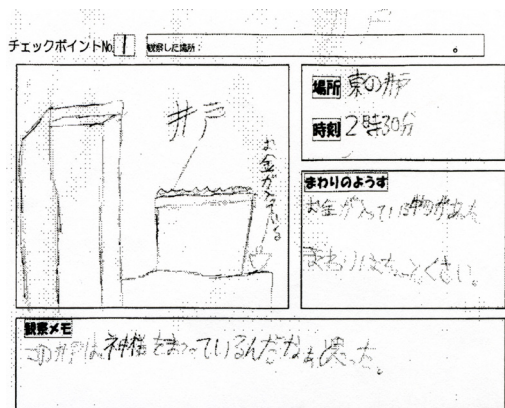 チェックポイントNo. 1
観察した場所：
井戸
お金が入っている
場所 東の井戸
時刻 2時30分
まわりのようす
お金が入っている物があった
まわりはちょっとくさい。
観察メモ
この井戸は、神様をまつっているんだなぁと思った。